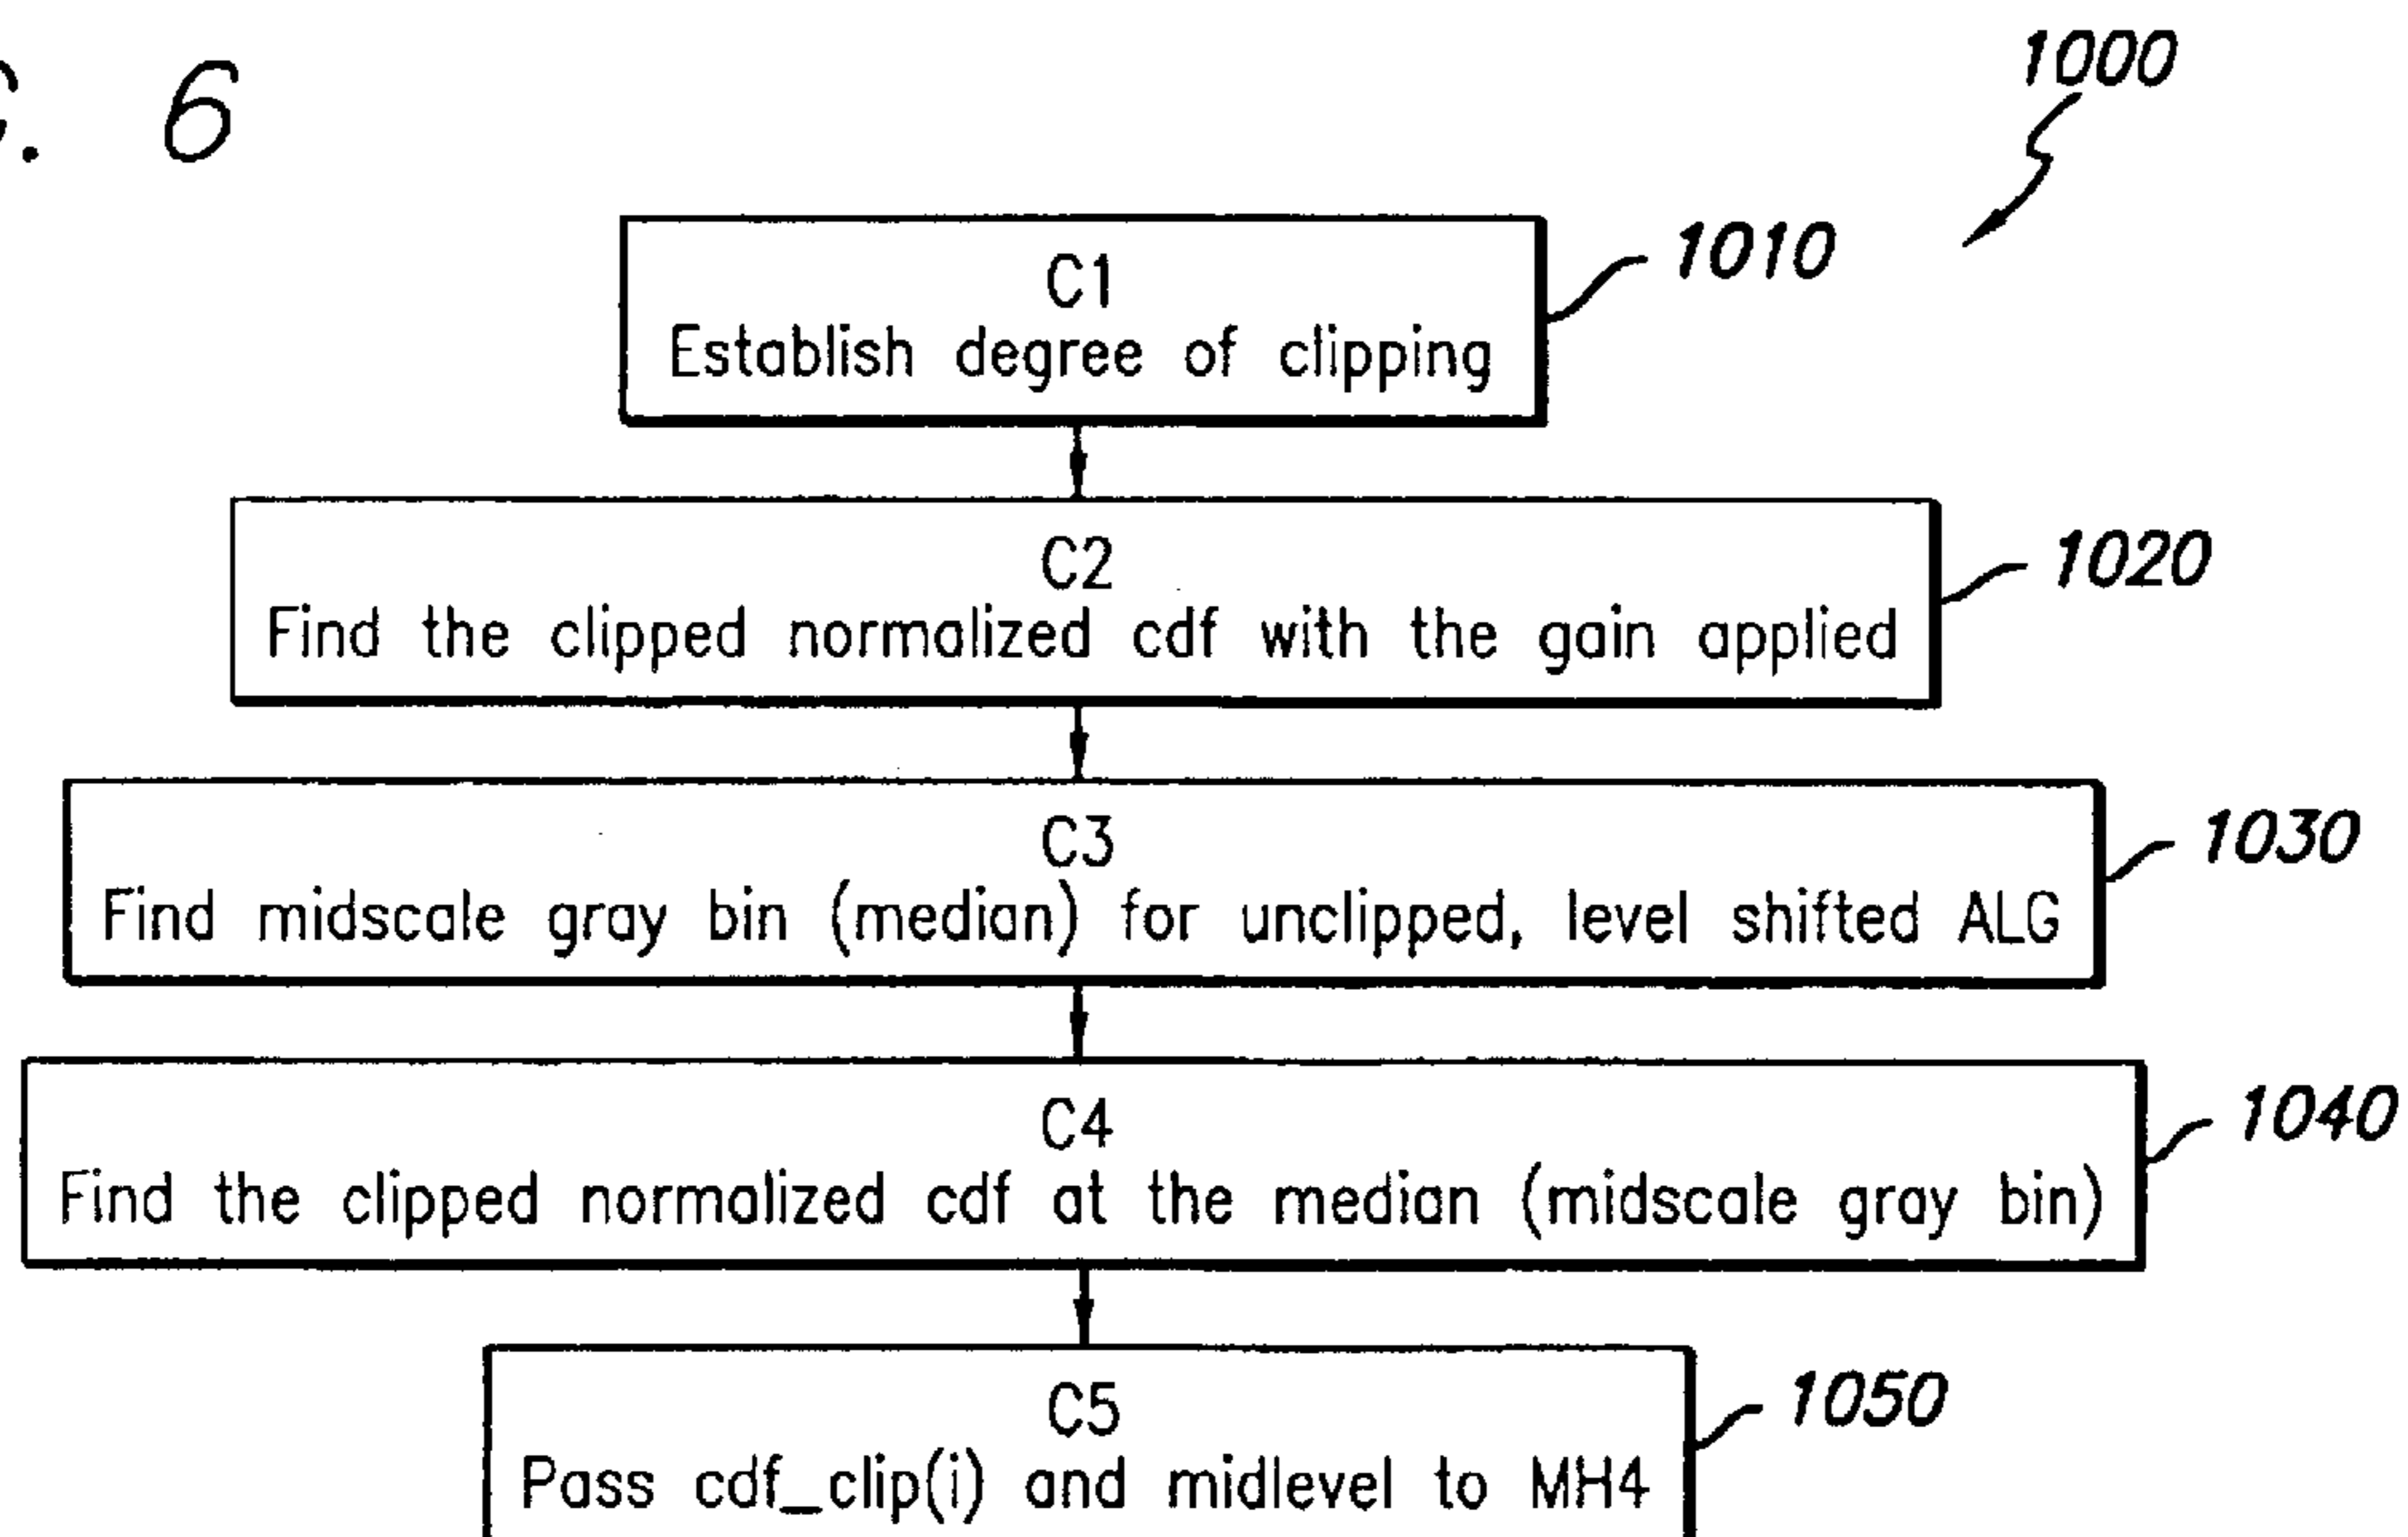 . 6
1000
C1
Establish degree of clipping
1010
C2
Find the clipped normalized cdf with the gain applied
1020
C3
Find midscale gray bin (median) for unclipped, level shifted ALG
1030
C4
Find the clipped normalized cdf at the median (midscale gray bin)
1040
C5
Pass cdf_clip(i) and midlevel to MH4
1050